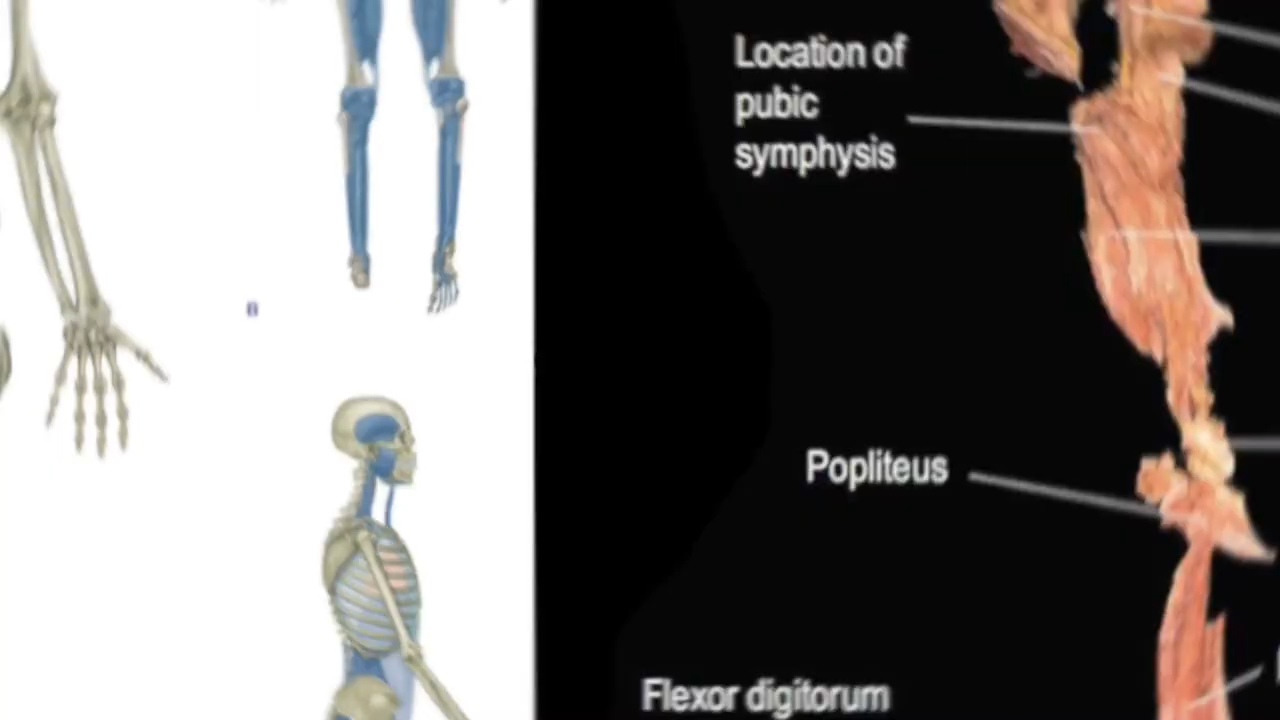 Location of
pubic
symphysis
Popliteus
Flexor digitorum